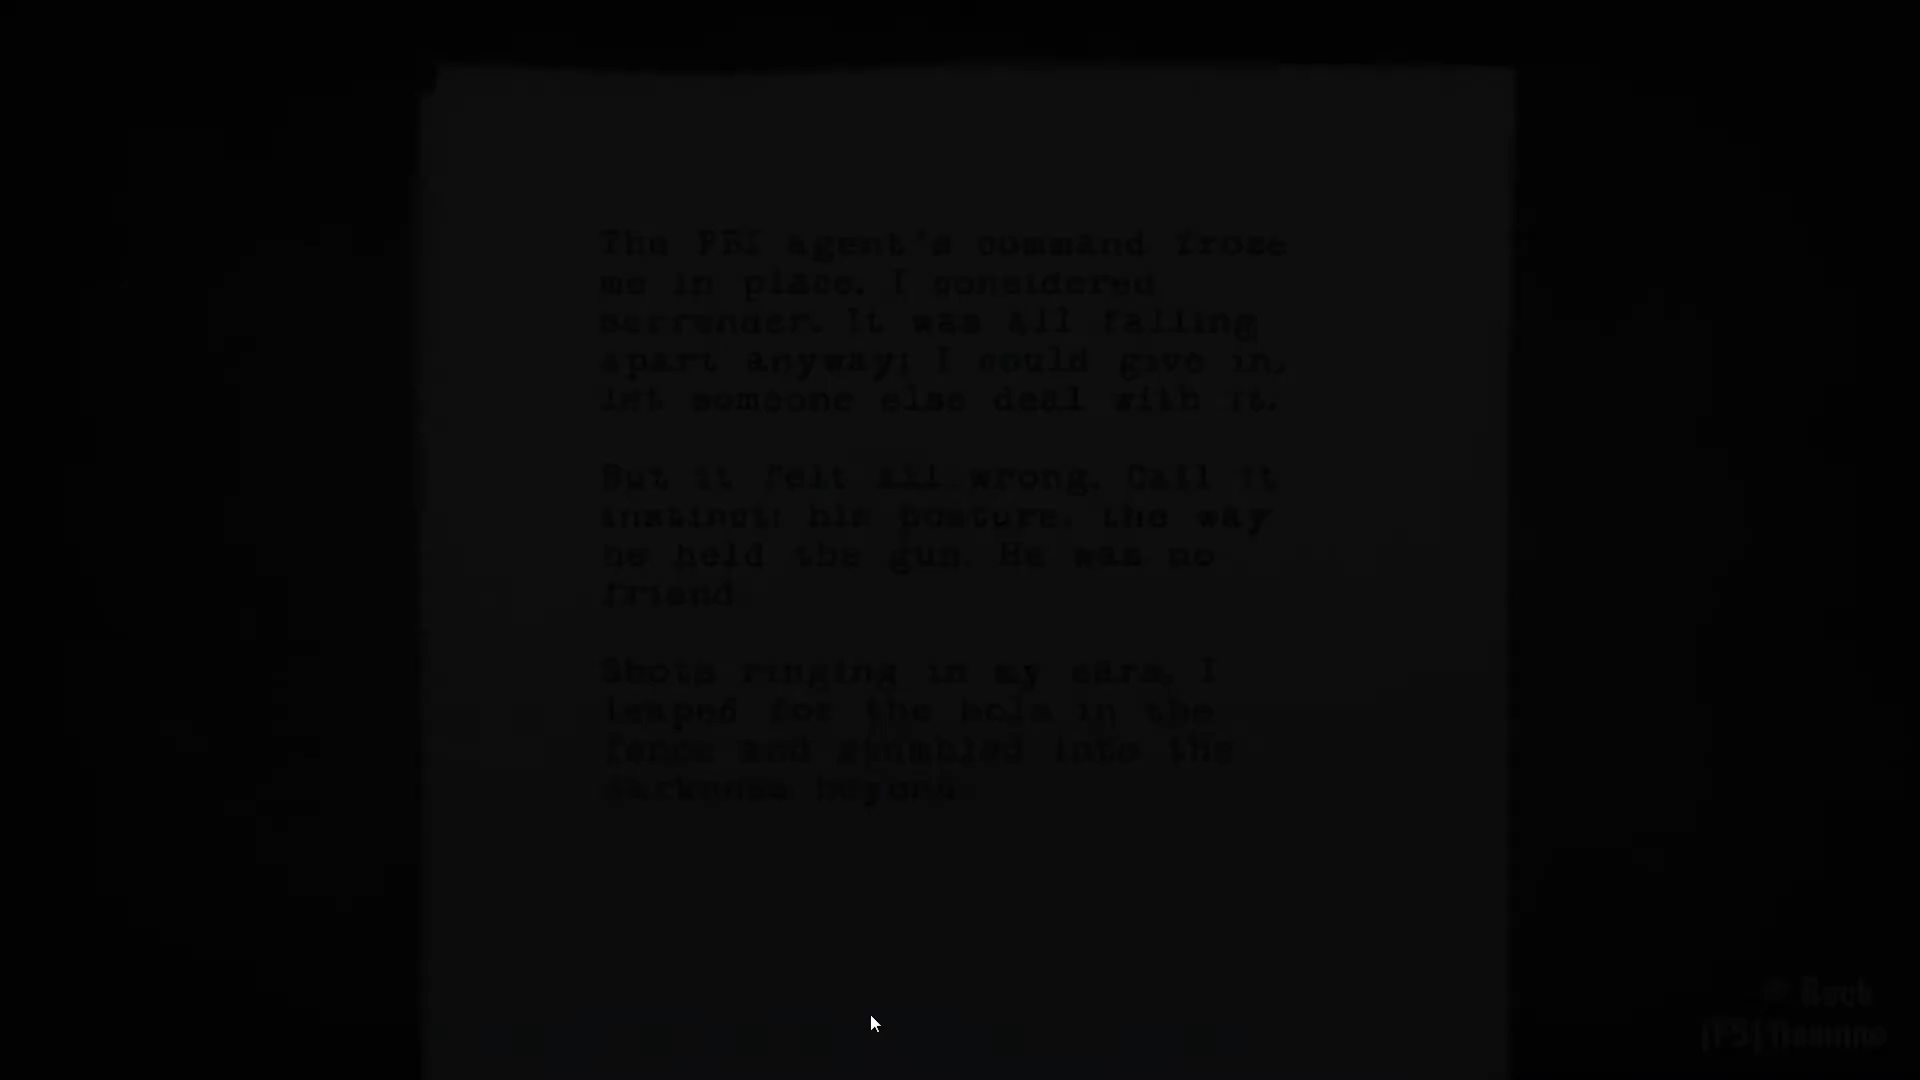 The FBI agent's command froze
me in place. I considered
surrender. It was all falling
apart anyway; I could give in,
let someone else deal with it.
But it felt all wrong. Call it
instinct: his posture, the way
he held the gun. He was no
friend.
Shots ringing in my ears, I
leaped for the hole in the
fence and stumbled into the
darkness beyond.
Back
[F5] Resume